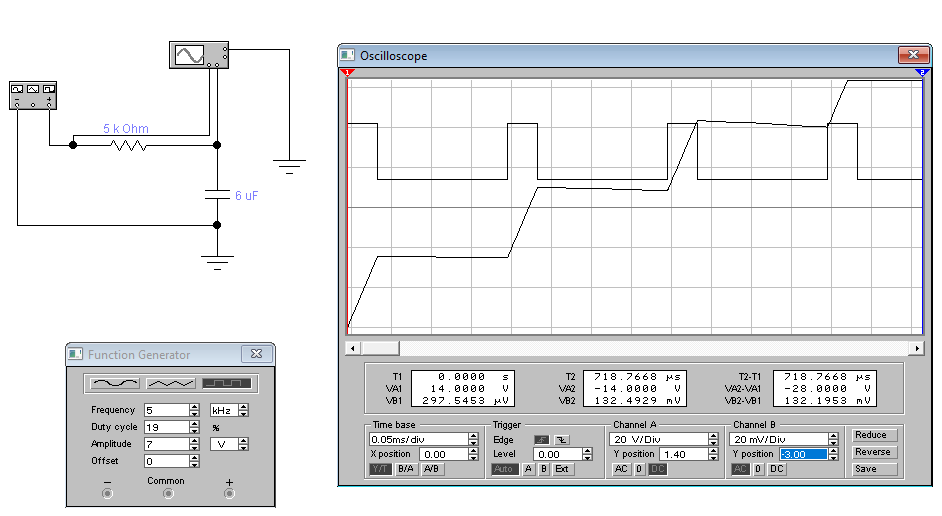 5 k Ohm
6 uF
Function Generator
Frequency 5 kHz
Duty cycle 19 %
Amplitude 7 V
Offset 0
− Common +
Oscilloscope
1 2
T1 0.0000 s
VA1 14.0000 V
VB1 297.5453 µV
T2 718.7668 µs
VA2 -14.0000 V
VB2 132.4929 mV
T2-T1 718.7668 µs
VA2-VA1 -28.0000 V
VB2-VB1 132.1953 mV
Time base
0.05ms/div
X position 0.00
Y/T B/A A/B
Trigger
Edge
Level 0.00
Auto A B Ext
Channel A
20 V/Div
Y position 1.40
AC 0 DC
Channel B
20 mV/Div
Y position -3.00
AC 0 DC
Reduce
Reverse
Save